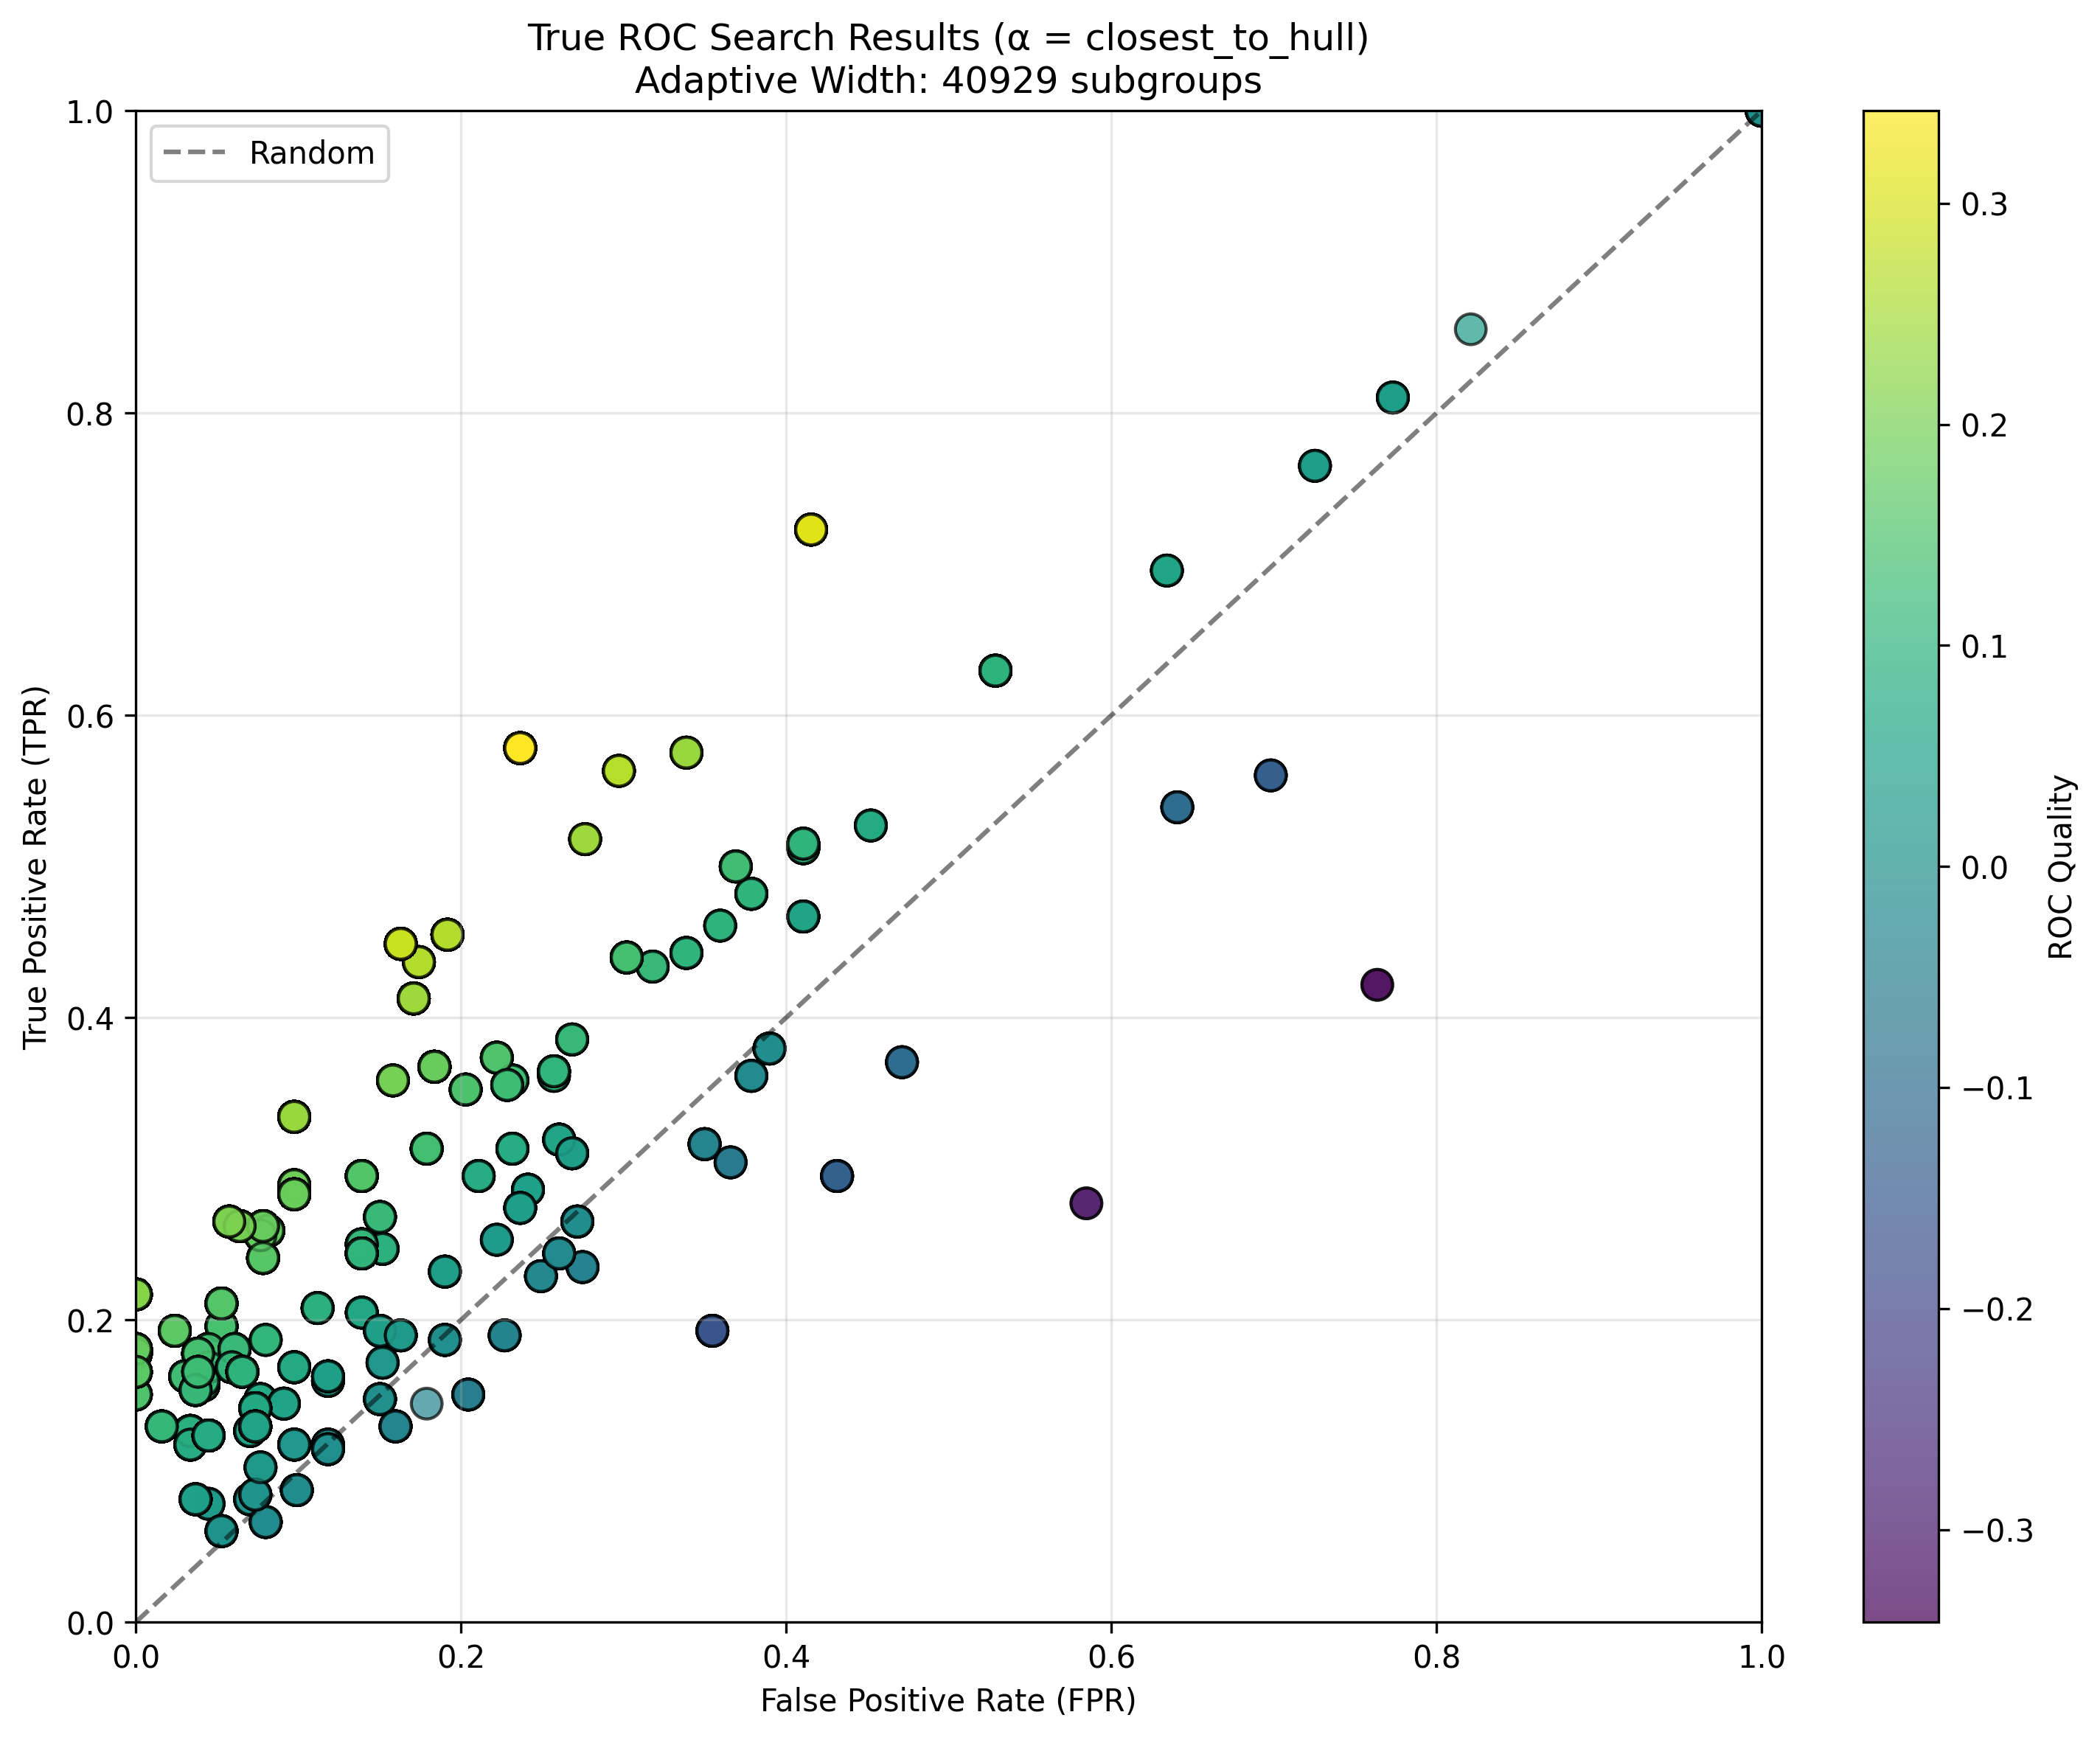 True ROC Search Results (α = closest_to_hull)
Adaptive Width: 40929 subgroups
Random
True Positive Rate (TPR)
1.0
0.8
0.6
0.4
0.2
0.0
0.0 0.2 0.4 0.6 0.8 1.0
False Positive Rate (FPR)
0.3
0.2
0.1
0.0
−0.1
−0.2
−0.3
ROC Quality